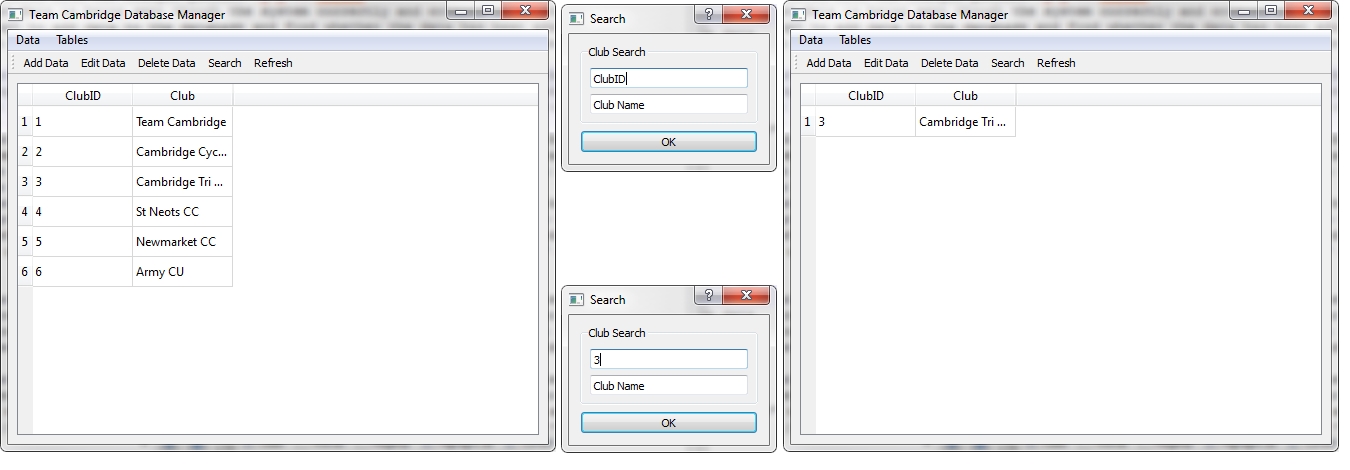 Team Cambridge Database Manager
Data Tables
Add Data Edit Data Delete Data Search Refresh
ClubID Club
1 1 Team Cambridge
2 2 Cambridge Cyc...
3 3 Cambridge Tri ...
4 4 St Neots CC
5 5 Newmarket CC
6 6 Army CU
Search ?
Club Search
ClubID
Club Name
OK
Search ?
Club Search
3
Club Name
OK
Team Cambridge Database Manager
Data Tables
Add Data Edit Data Delete Data Search Refresh
ClubID Club
1 3 Cambridge Tri ...